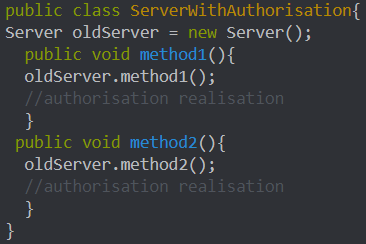 public class ServerWithAuthorisation{
Server oldServer = new Server();
public void method1(){
oldServer.method1();
//authorisation realisation
}
public void method2(){
oldServer.method2();
//authorisation realisation
}
}